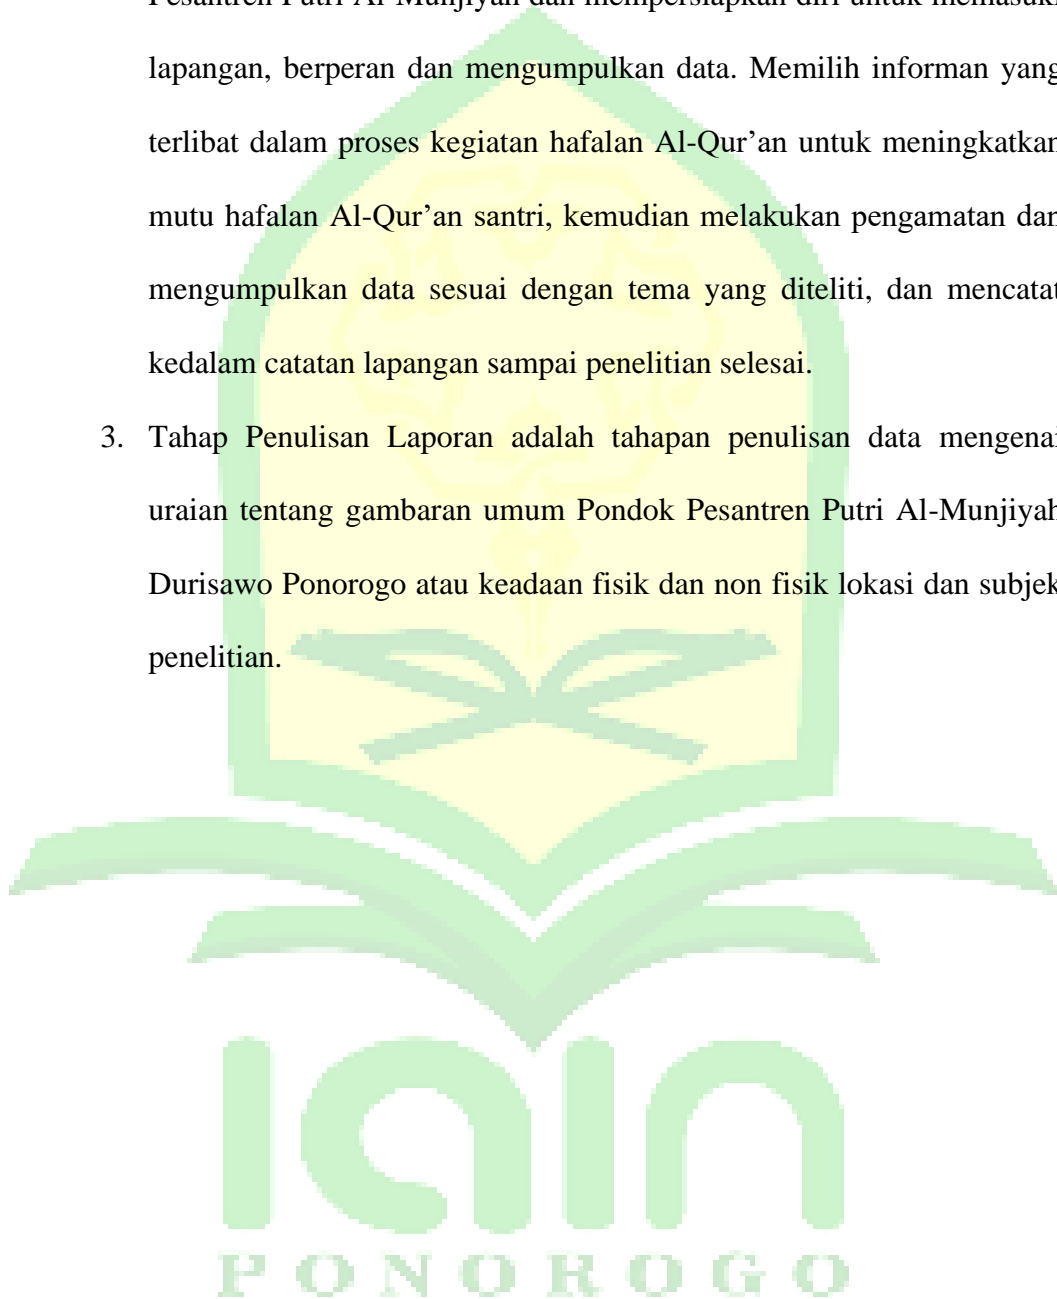 Pesantren Putri Al-Munjiyah dan mempersiapkan diri untuk memasuki
lapangan, berperan dan mengumpulkan data. Memilih informan yang
terlibat dalam proses kegiatan hafalan Al-Qur’an untuk meningkatkan
mutu hafalan Al-Qur’an santri, kemudian melakukan pengamatan dan
mengumpulkan data sesuai dengan tema yang diteliti, dan mencatat
kedalam catatan lapangan sampai penelitian selesai.
3. Tahap Penulisan Laporan adalah tahapan penulisan data mengenai
uraian tentang gambaran umum Pondok Pesantren Putri Al-Munjiyah
Durisawo Ponorogo atau keadaan fisik dan non fisik lokasi dan subjek
penelitian.
IAIN
PONOROGO